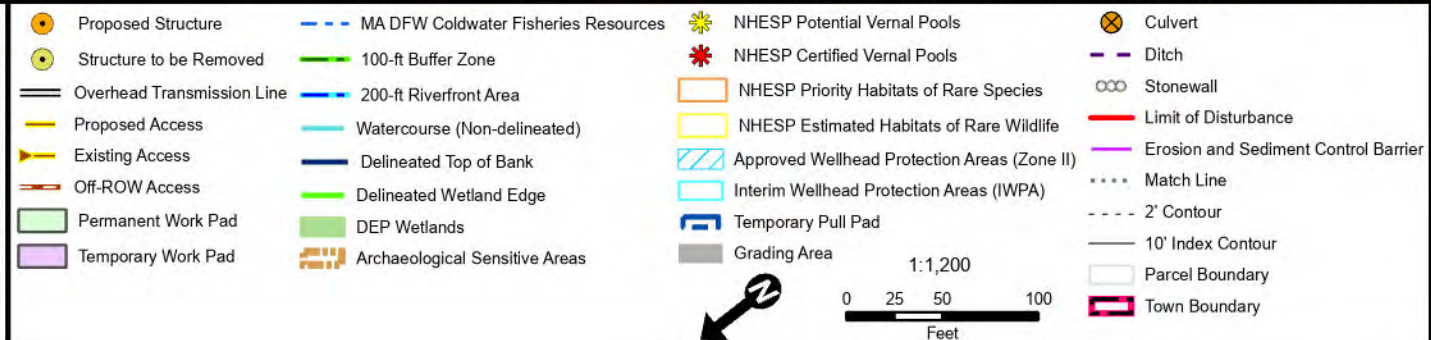 Proposed Structure
Structure to be Removed
Overhead Transmission Line
Proposed Access
Existing Access
Off-ROW Access
Permanent Work Pad
Temporary Work Pad
MA DFW Coldwater Fisheries Resources
100-ft Buffer Zone
200-ft Riverfront Area
Watercourse (Non-delineated)
Delineated Top of Bank
Delineated Wetland Edge
DEP Wetlands
Archaeological Sensitive Areas
NHESP Potential Vernal Pools
NHESP Certified Vernal Pools
NHESP Priority Habitats of Rare Species
NHESP Estimated Habitats of Rare Wildlife
Approved Wellhead Protection Areas (Zone II)
Interim Wellhead Protection Areas (IWPA)
Temporary Pull Pad
Grading Area
N
1:1,200
0 25 50 100
Feet
Culvert
Ditch
Stonewall
Limit of Disturbance
Erosion and Sediment Control Barrier
Match Line
2' Contour
10' Index Contour
Parcel Boundary
Town Boundary